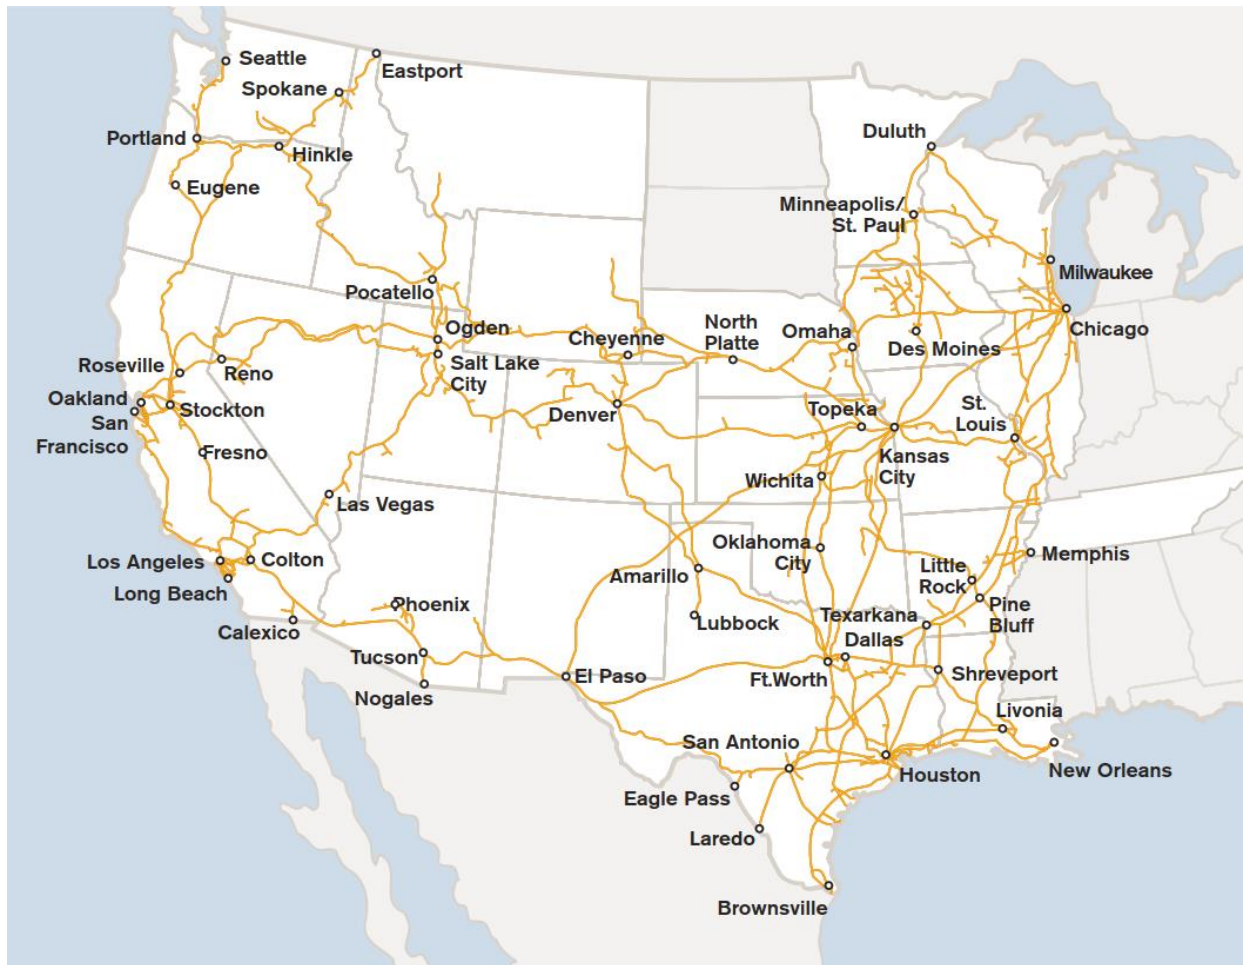 Seattle
Eastport
Spokane
Portland
Hinkle
Duluth
Eugene
Minneapolis/
St. Paul
Milwaukee
Pocatello
Ogden
Cheyenne
North
Platte
Omaha
Chicago
Des Moines
Roseville
Reno
Salt Lake
City
Oakland
San
Francisco
Stockton
Denver
Topeka
St.
Louis
Fresno
Kansas
City
Las Vegas
Wichita
Los Angeles
Colton
Long Beach
Oklahoma
City
Memphis
Amarillo
Little
Rock
Calexico
Phoenix
Lubbock
Texarkana
Pine
Bluff
Dallas
Tucson
Nogales
El Paso
Ft.Worth
Shreveport
Livonia
San Antonio
Houston
New Orleans
Eagle Pass
Laredo
Brownsville